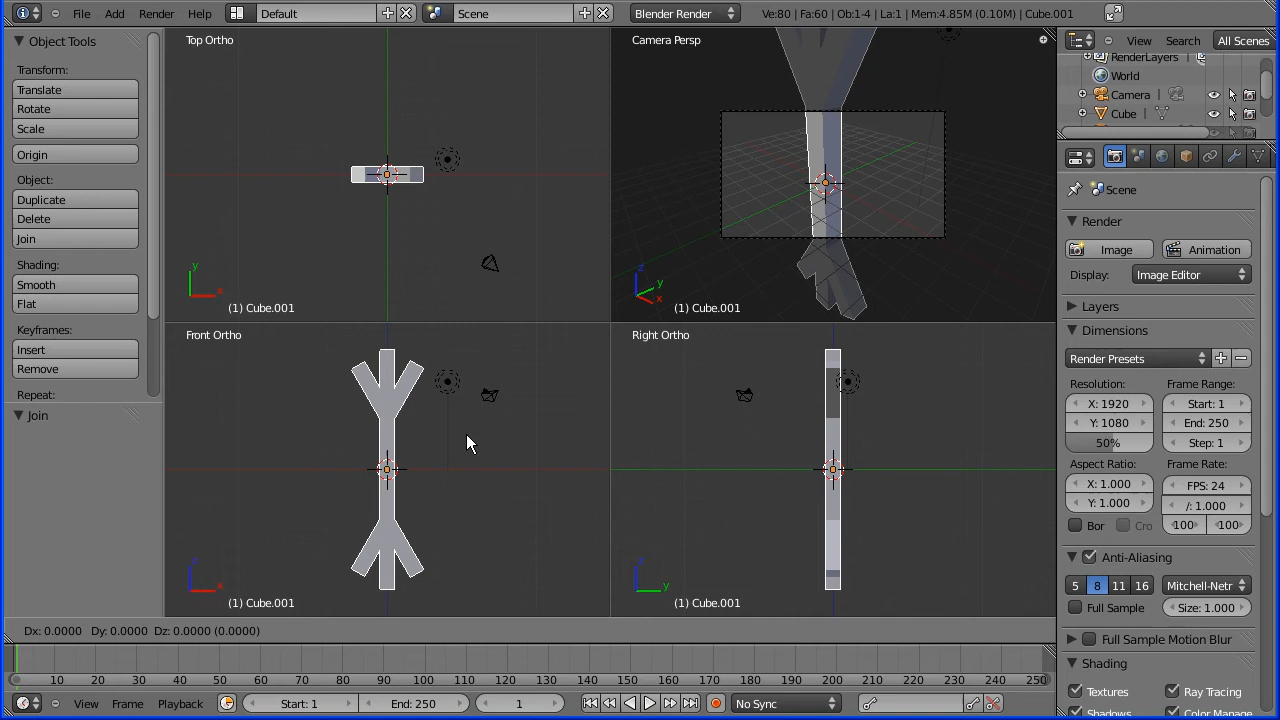 File Add Render Help Default Scene Blender Render Ve:80 | Fa:60 | Ob:1-4 | La:1 | Mem:4.85M (0.10M) | Cube.001
Object Tools
Transform:
Translate
Rotate
Scale
Origin
Object:
Duplicate
Delete
Join
Shading:
Smooth
Flat
Keyframes:
Insert
Remove
Repeat:
Join
Top Ortho
y
x
(1) Cube.001
Camera Persp
z
y
x
(1) Cube.001
Front Ortho
z
x
(1) Cube.001
Right Ortho
z
y
(1) Cube.001
Dx: 0.0000 Dy: 0.0000 Dz: 0.0000 (0.0000)
10 20 30 40 50 60 70 80 90 100 110 120 130 140 150 160 170 180 190 200 210 220 230 240 250
View Frame Playback Start: 1 End: 250 1 No Sync
View Search All Scenes
RenderLayers
World
Camera
Cube
Scene
Render
Image Animation
Display: Image Editor
Layers
Dimensions
Render Presets
Resolution: Frame Range:
X: 1920 Start: 1
Y: 1080 End: 250
50% Step: 1
Aspect Ratio: Frame Rate:
X: 1.000 FPS: 24
Y: 1.000 /: 1.000
Bor Cro 100 100
Anti-Aliasing
5 8 11 16 Mitchell-Netr
Full Sample Size: 1.000
Full Sample Motion Blur
Shading
Textures Ray Tracing
Shadows Color Manage